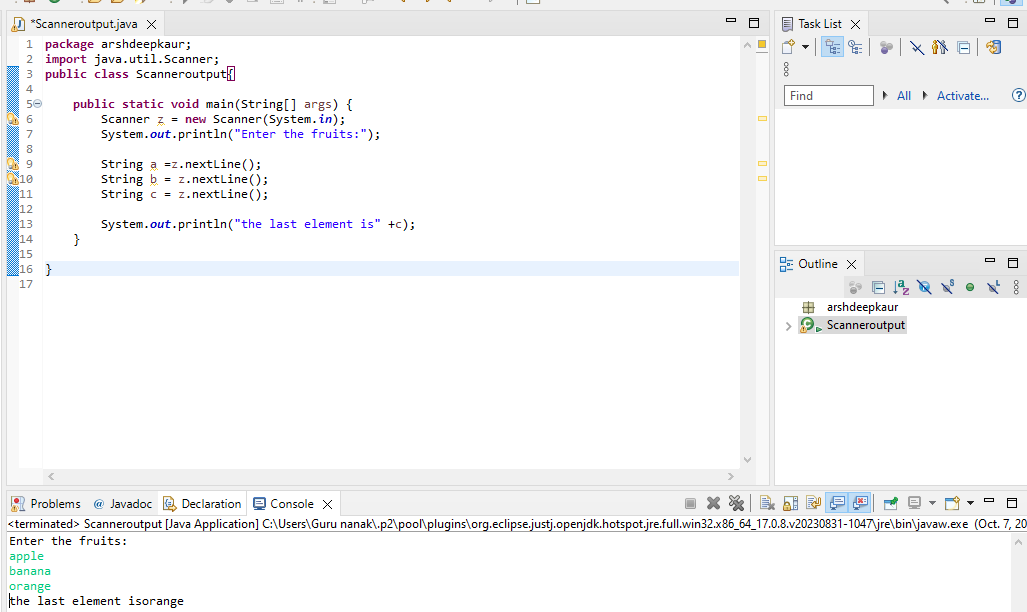 *Scanneroutput.java
1 package arshdeepkaur;
2 import java.util.Scanner;
3 public class Scanneroutput{
4
5 public static void main(String[] args) {
6 Scanner z = new Scanner(System.in);
7 System.out.println("Enter the fruits:");
8
9 String a =z.nextLine();
10 String b = z.nextLine();
11 String c = z.nextLine();
12
13 System.out.println("the last element is" +c);
14 }
15
16 }
17
Task List
Find All Activate...
Outline
arshdeepkaur
Scanneroutput
Problems @ Javadoc Declaration Console
<terminated> Scanneroutput [Java Application] C:\Users\Guru nanak\.p2\pool\plugins\org.eclipse.justj.openjdk.hotspot.jre.full.win32.x86_64_17.0.8.v20230831-1047\jre\bin\javaw.exe (Oct. 7, 20
Enter the fruits:
apple
banana
orange
the last element isorange